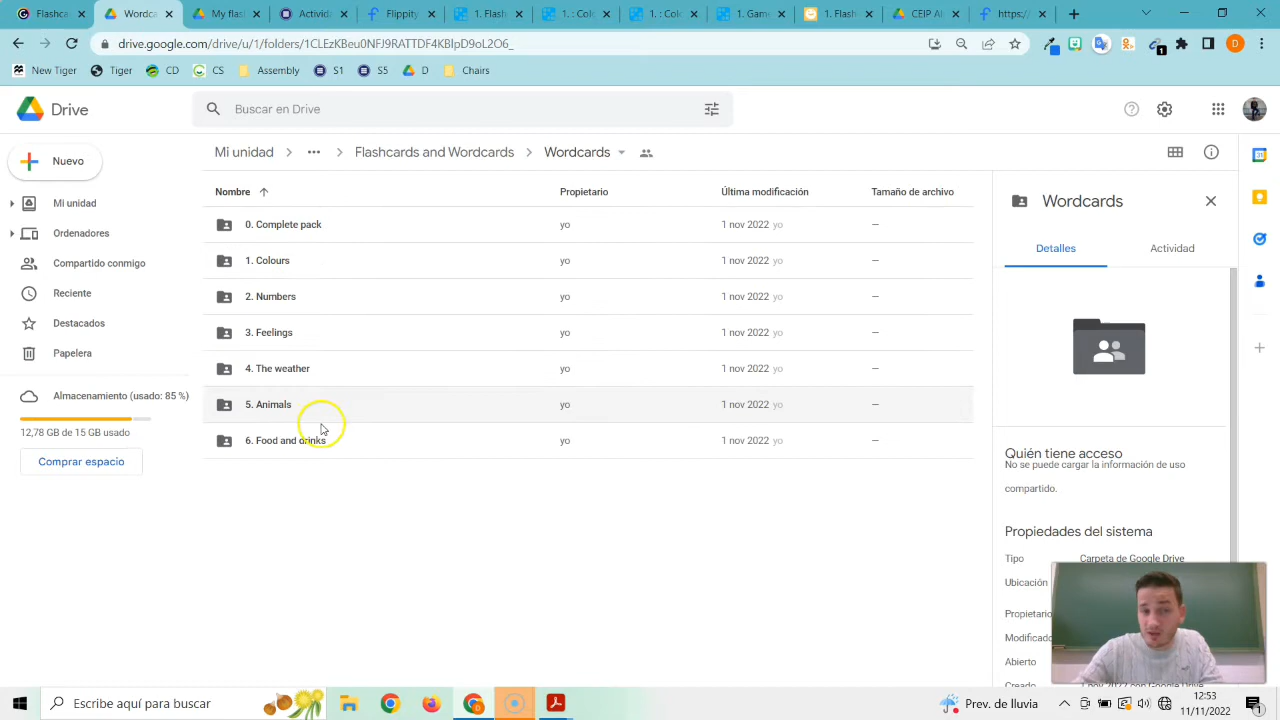 Flashc
Wordc
My flas
Activid
Flippity
1. Flash
1. : Col
1. : Col
1. Gam
1. Flash
CEIP Al
https:/
drive.google.com/drive/u/1/folders/1CLEzKBeu0NFJ9RATTDF4KBlpD9oL2O6_
New Tiger
Tiger
CD
CS
Assembly
S1
S5
D
Chairs
Drive
Buscar en Drive
Nuevo
Mi unidad
Flashcards and Wordcards
Wordcards
Nombre
Propietario
Última modificación
Tamaño de archivo
0. Complete pack yo 1 nov 2022 yo —
1. Colours yo 1 nov 2022 yo —
2. Numbers yo 1 nov 2022 yo —
3. Feelings yo 1 nov 2022 yo —
4. The weather yo 1 nov 2022 yo —
5. Animals yo 1 nov 2022 yo —
6. Food and drinks yo 1 nov 2022 yo —
Mi unidad
Ordenadores
Compartido conmigo
Reciente
Destacados
Papelera
Almacenamiento (usado: 85 %)
12,78 GB de 15 GB usado
Comprar espacio
Wordcards
Detalles
Actividad
Quién tiene acceso
No se puede cargar la información de uso
compartido.
Propiedades del sistema
Tipo Carpeta de Google Drive
Ubicación
Propietario
Modificado
Abierto
Escribe aquí para buscar
Prev. de lluvia
12:53
11/11/2022
1